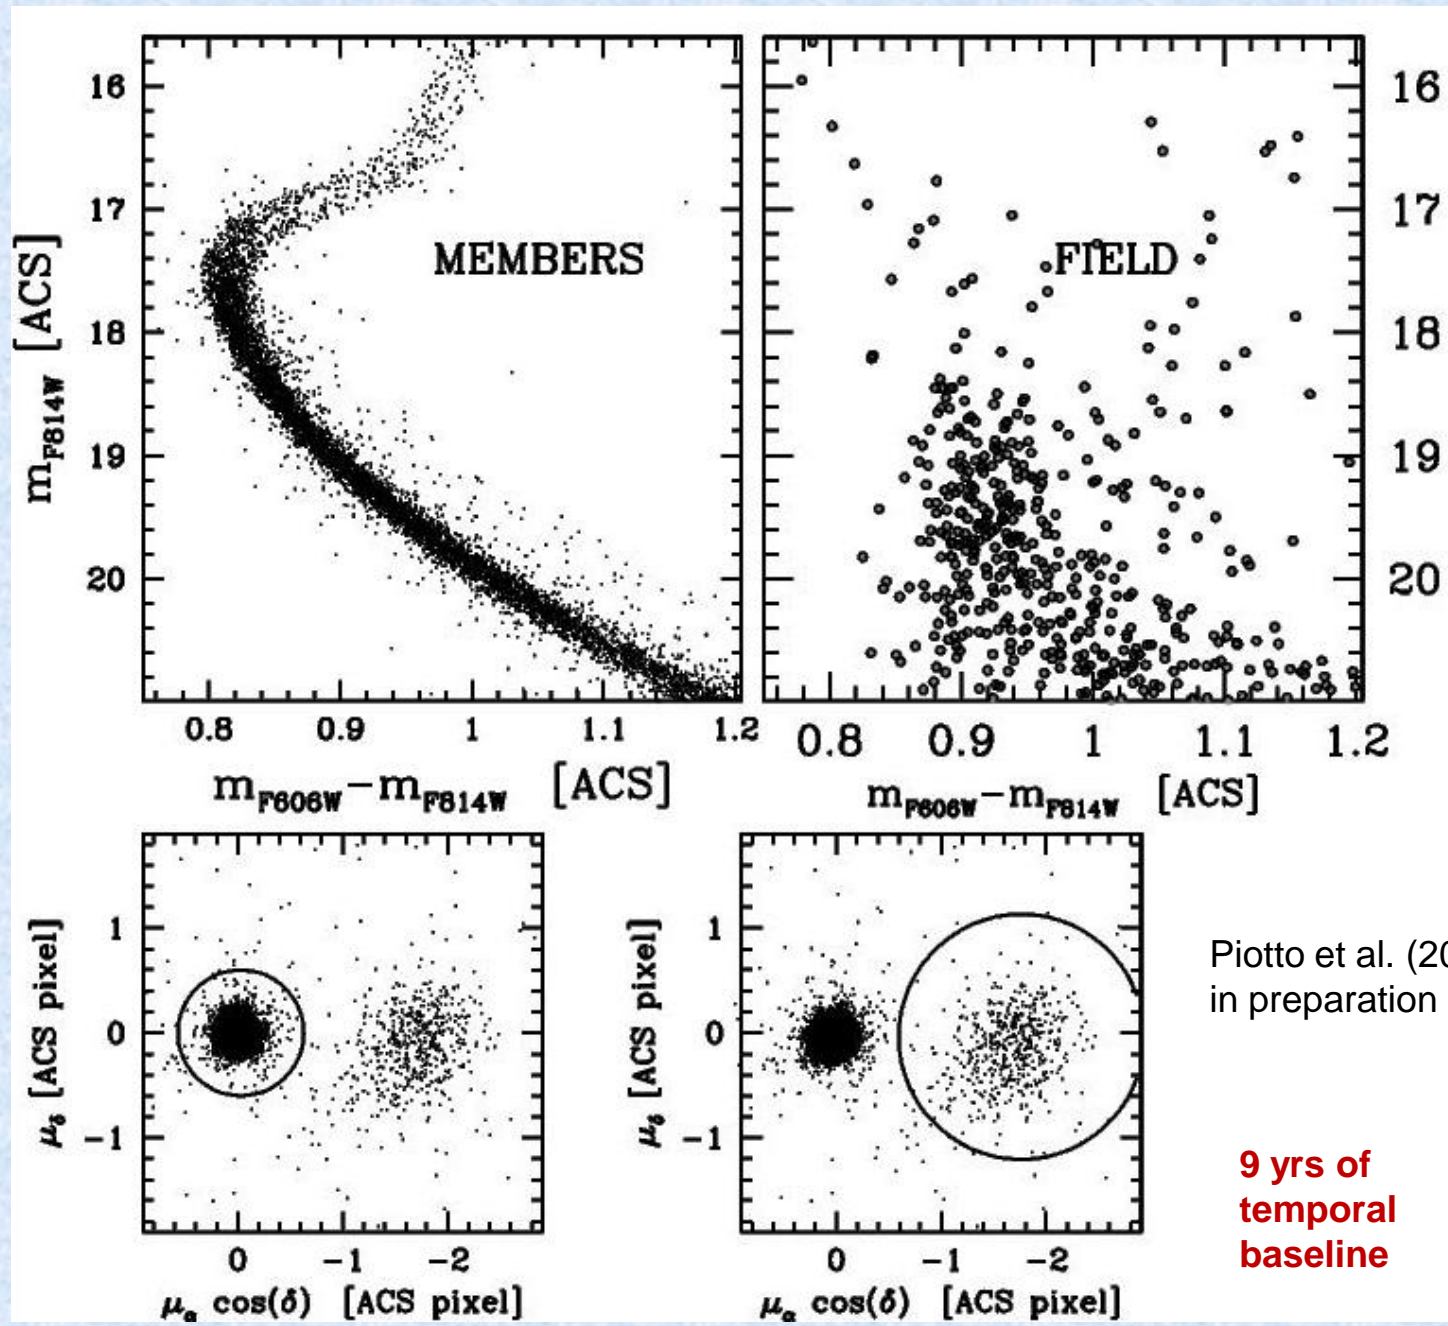 16
17
18
19
20
m_F814W [ACS]
MEMBERS
0.8 0.9 1 1.1 1.2
m_F606W−m_F814W [ACS]
FIELD
16
17
18
19
20
0.8 0.9 1 1.1 1.2
m_F606W−m_F814W [ACS]
1
0
−1
μ_δ [ACS pixel]
0 −1 −2
μ_α cos(δ) [ACS pixel]
1
0
−1
μ_δ [ACS pixel]
0 −1 −2
μ_α cos(δ) [ACS pixel]
Piotto et al. (20
in preparation
9 yrs of
temporal
baseline